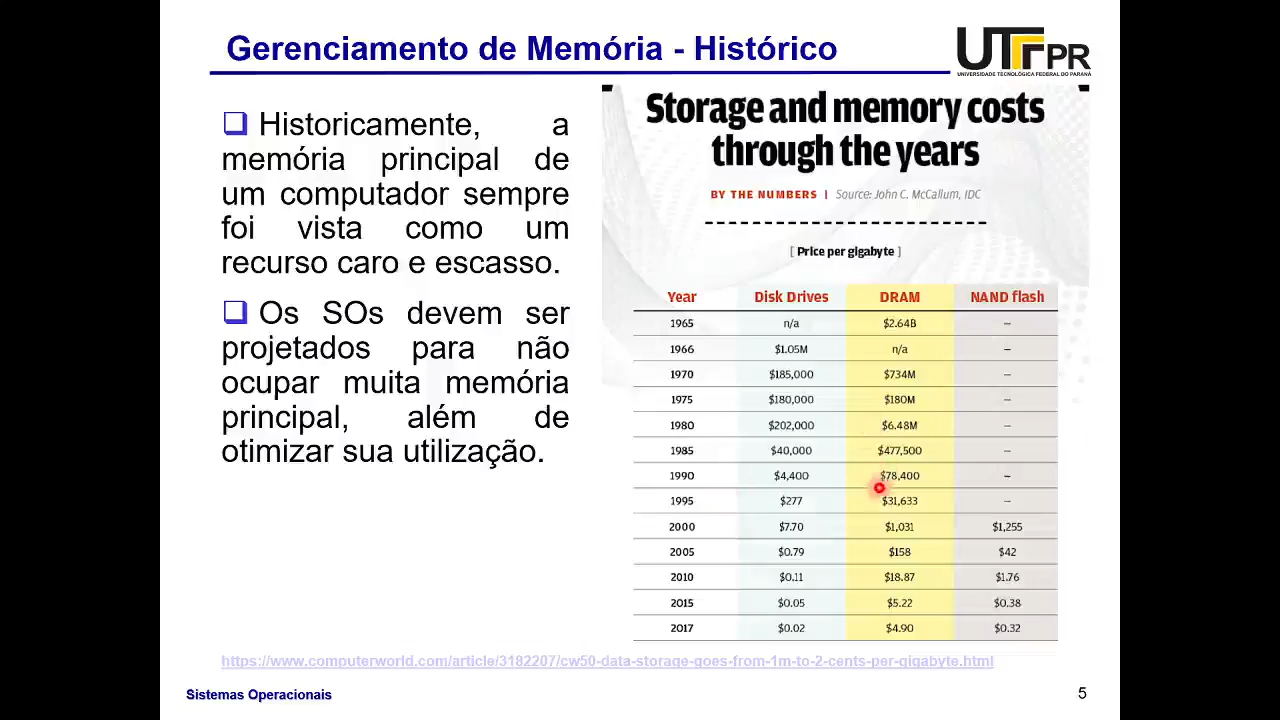 Gerenciamento de Memória - Histórico
UTFPR
UNIVERSIDADE TECNOLÓGICA FEDERAL DO PARANÁ
Historicamente, a
memória principal de
um computador sempre
foi vista como um
recurso caro e escasso.
Os SOs devem ser
projetados para não
ocupar muita memória
principal, além de
otimizar sua utilização.
Storage and memory costs
through the years
BY THE NUMBERS | Source: John C. McCallum, IDC
[ Price per gigabyte ]
Year Disk Drives DRAM NAND flash
1965 n/a $2.64B –
1966 $1.05M n/a –
1970 $185,000 $734M –
1975 $180,000 $180M –
1980 $202,000 $6.48M –
1985 $40,000 $477,500 –
1990 $4,400 $78,400 –
1995 $277 $31,633 –
2000 $7.70 $1,031 $1,255
2005 $0.79 $158 $42
2010 $0.11 $18.87 $1.76
2015 $0.05 $5.22 $0.38
2017 $0.02 $4.90 $0.32
https://www.computerworld.com/article/3182207/cw50-data-storage-goes-from-1m-to-2-cents-per-gigabyte.html
Sistemas Operacionais 5